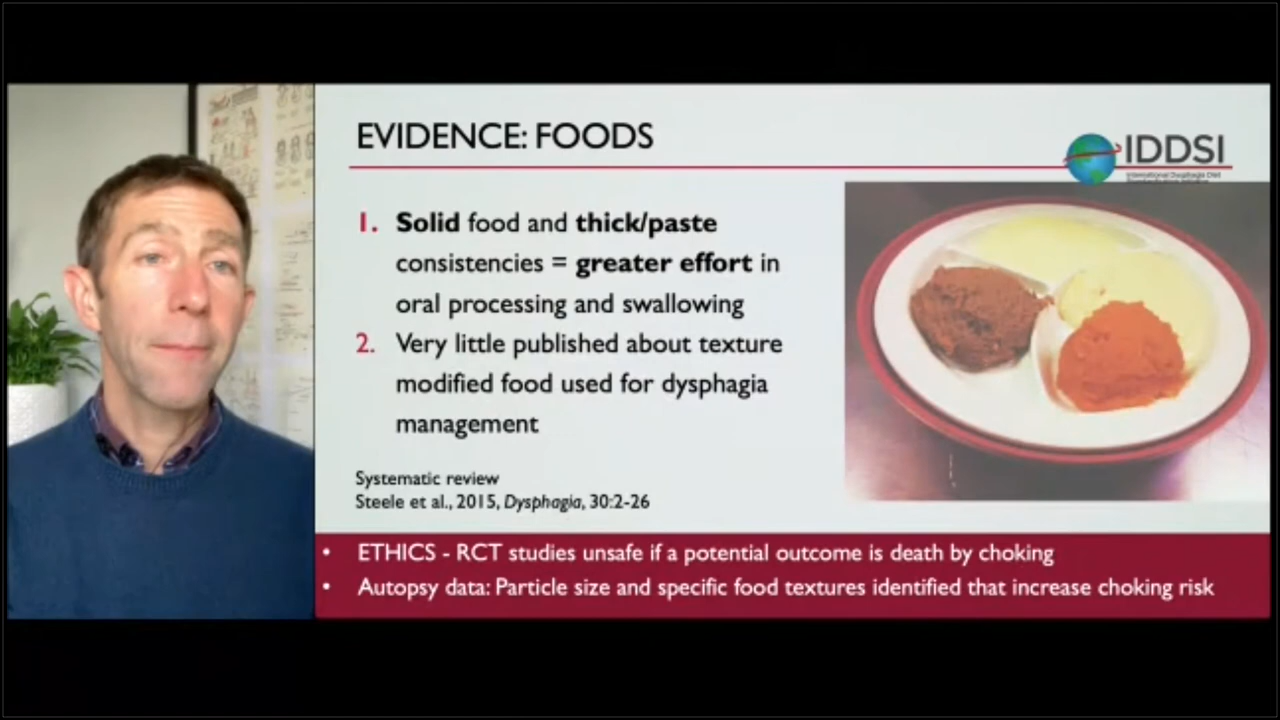 EVIDENCE: FOODS
IDDSI
International Dysphagia Diet
1. Solid food and thick/paste
consistencies = greater effort in
oral processing and swallowing
2. Very little published about texture
modified food used for dysphagia
management
Systematic review
Steele et al., 2015, Dysphagia, 30:2-26
• ETHICS - RCT studies unsafe if a potential outcome is death by choking
• Autopsy data: Particle size and specific food textures identified that increase choking risk